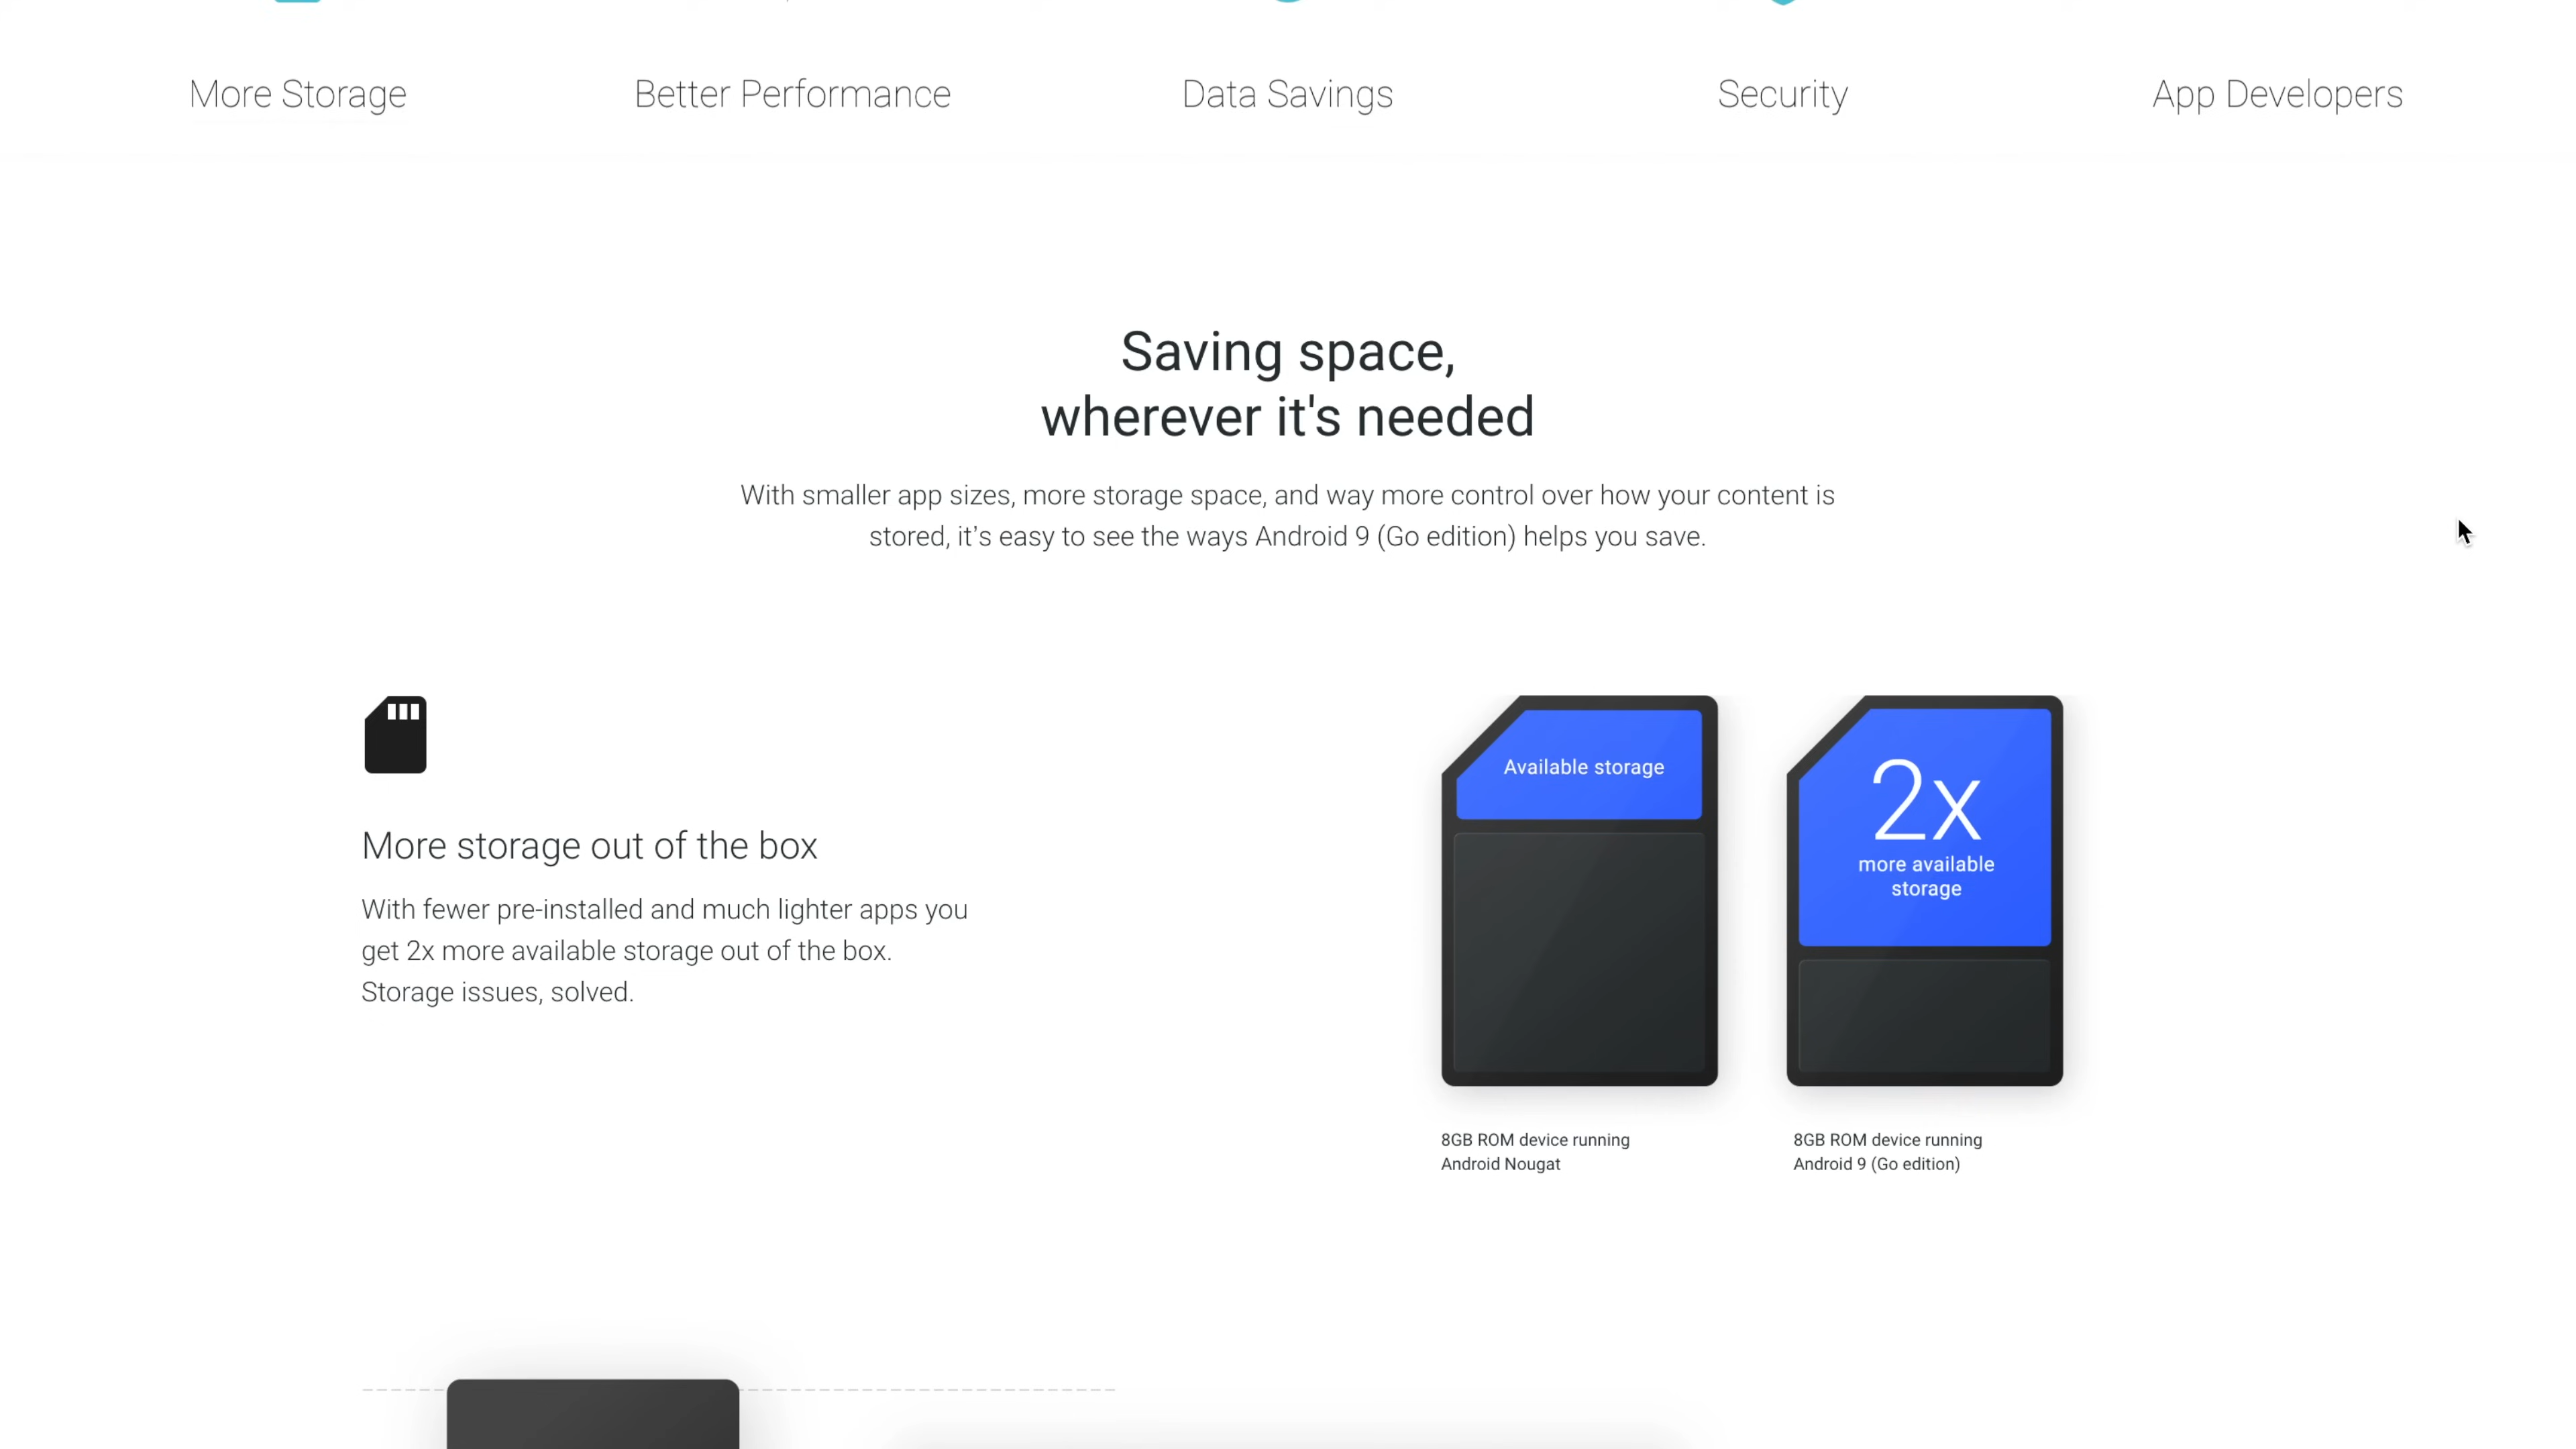 More Storage
Better Performance
Data Savings
Security
App Developers
Saving space,
wherever it's needed
With smaller app sizes, more storage space, and way more control over how your content is
stored, it's easy to see the ways Android 9 (Go edition) helps you save.
More storage out of the box
With fewer pre-installed and much lighter apps you
get 2x more available storage out of the box.
Storage issues, solved.
Available storage
8GB ROM device running
Android Nougat
2x
more available
storage
8GB ROM device running
Android 9 (Go edition)